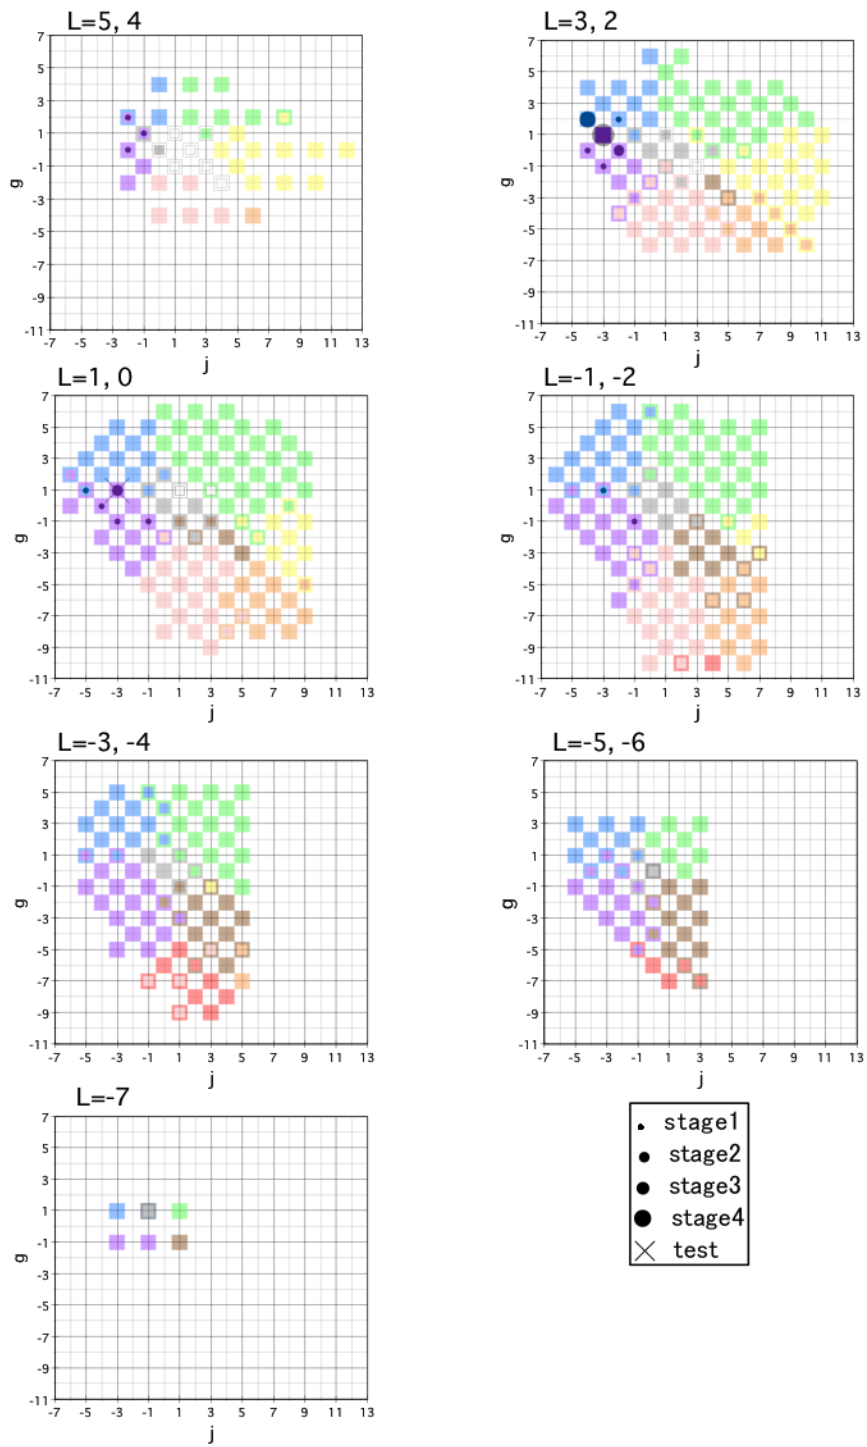 L=5, 4
7
5
3
1
-1
-3
-5
-7
-9
-11
g
-7 -5 -3 -1 1 3 5 7 9 11 13
j
L=3, 2
7
5
3
1
-1
-3
-5
-7
-9
-11
g
-7 -5 -3 -1 1 3 5 7 9 11 13
j
L=1, 0
7
5
3
1
-1
-3
-5
-7
-9
-11
g
-7 -5 -3 -1 1 3 5 7 9 11 13
j
L=-1, -2
7
5
3
1
-1
-3
-5
-7
-9
-11
g
-7 -5 -3 -1 1 3 5 7 9 11 13
j
L=-3, -4
7
5
3
1
-1
-3
-5
-7
-9
-11
g
-7 -5 -3 -1 1 3 5 7 9 11 13
j
L=-5, -6
7
5
3
1
-1
-3
-5
-7
-9
-11
g
-7 -5 -3 -1 1 3 5 7 9 11 13
j
L=-7
7
5
3
1
-1
-3
-5
-7
-9
-11
g
-7 -5 -3 -1 1 3 5 7 9 11 13
j
stage1
stage2
stage3
stage4
test